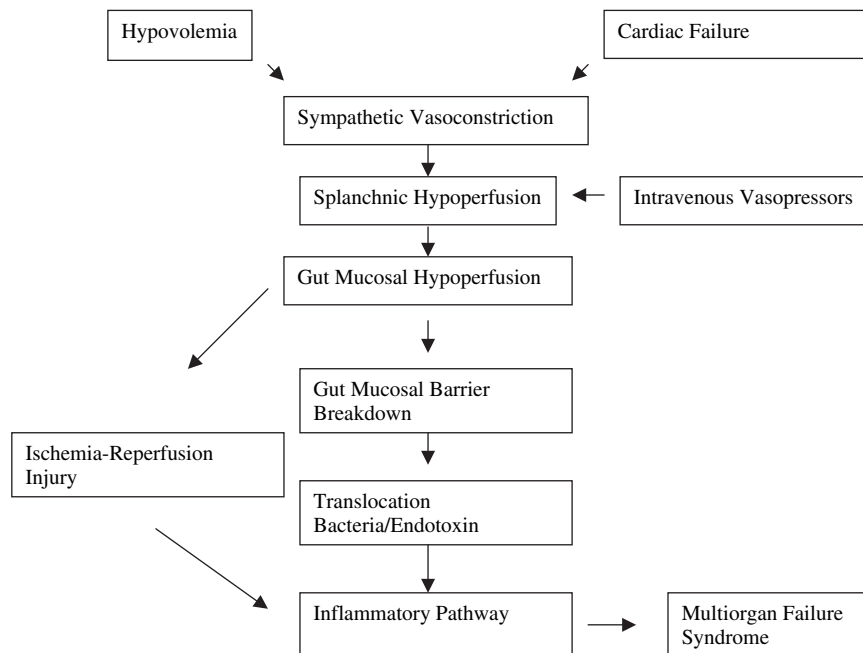 Hypovolemia
Cardiac Failure
Sympathetic Vasoconstriction
Splanchnic Hypoperfusion
Intravenous Vasopressors
Gut Mucosal Hypoperfusion
Gut Mucosal Barrier
Breakdown
Ischemia-Reperfusion
Injury
Translocation
Bacteria/Endotoxin
Inflammatory Pathway
Multiorgan Failure
Syndrome